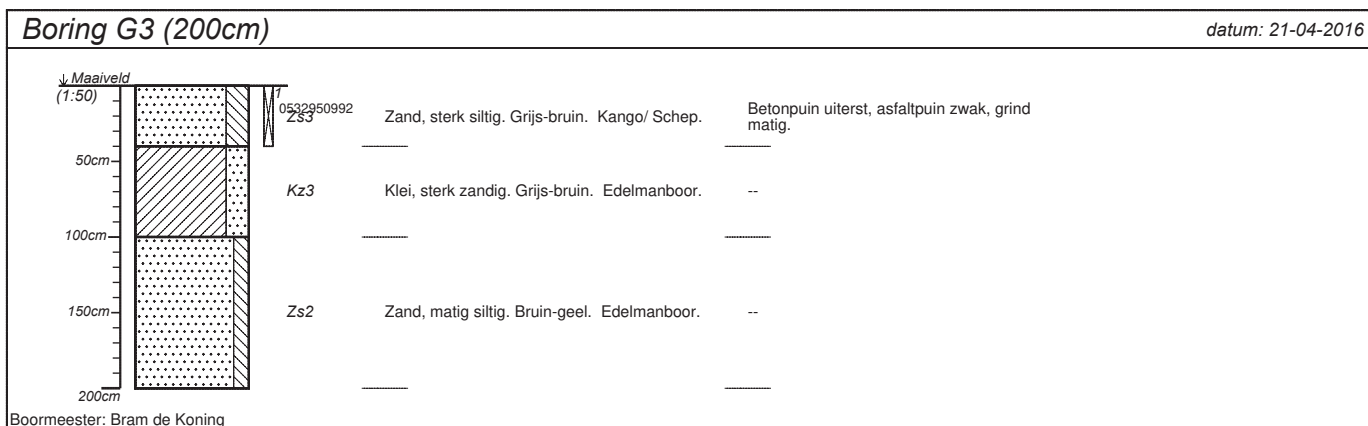 Boring G3 (200cm)
datum: 21-04-2016
Maaiveld
(1:50)
1
0532950992
Zs3
Zand, sterk siltig. Grijs-bruin. Kango/ Schep.
Betonpuin uiterst, asfaltpuin zwak, grind
matig.
50cm
Kz3
Klei, sterk zandig. Grijs-bruin. Edelmanboor.
--
100cm
150cm
Zs2
Zand, matig siltig. Bruin-geel. Edelmanboor.
--
200cm
Boormeester: Bram de Koning